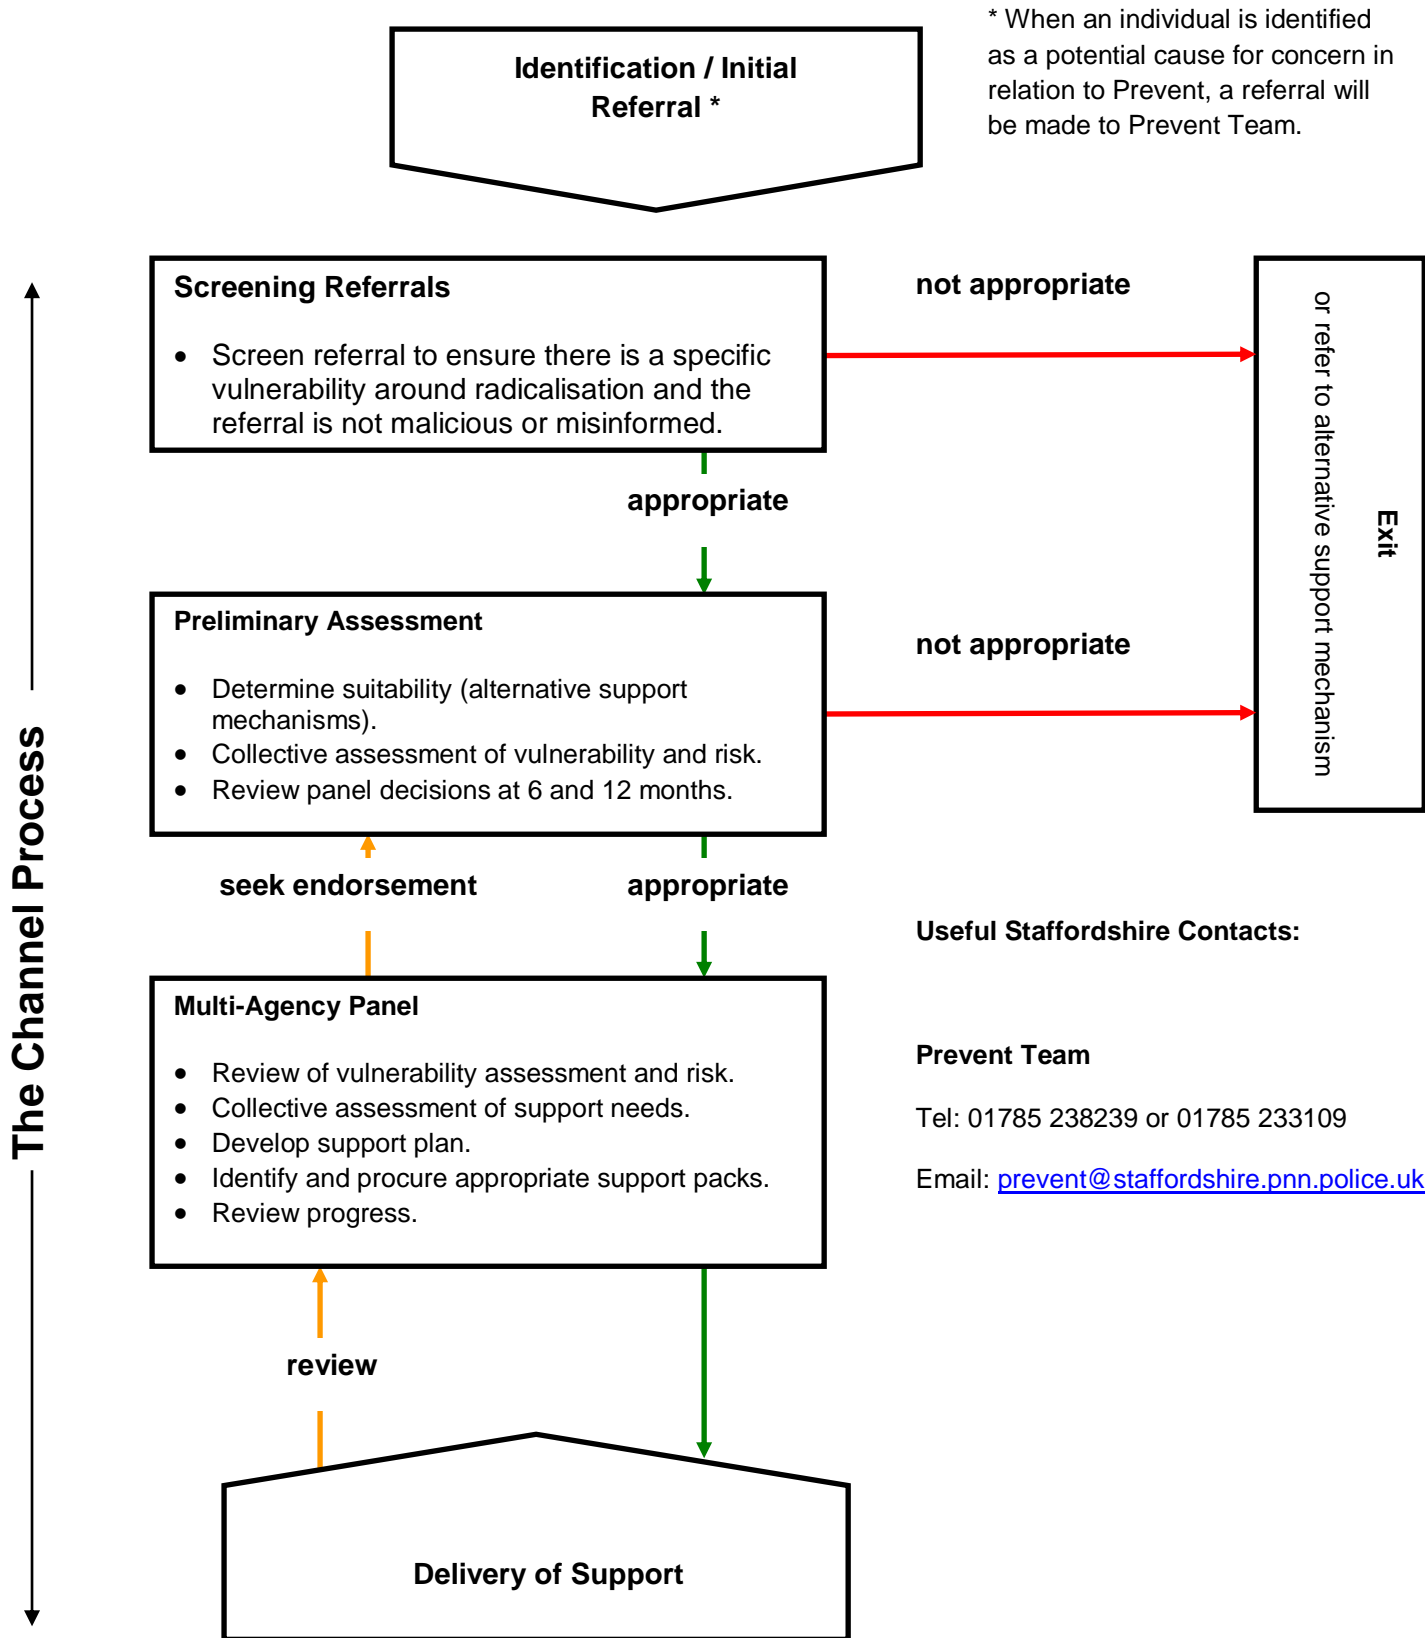 * When an individual is identified
as a potential cause for concern in
relation to Prevent, a referral will
be made to Prevent Team.
Identification / Initial
Referral *
The Channel Process
Screening Referrals
• Screen referral to ensure there is a specific
vulnerability around radicalisation and the
referral is not malicious or misinformed.
not appropriate
Exit
or refer to alternative support mechanism
appropriate
Preliminary Assessment
• Determine suitability (alternative support
mechanisms).
• Collective assessment of vulnerability and risk.
• Review panel decisions at 6 and 12 months.
not appropriate
seek endorsement
appropriate
Multi-Agency Panel
• Review of vulnerability assessment and risk.
• Collective assessment of support needs.
• Develop support plan.
• Identify and procure appropriate support packs.
• Review progress.
Useful Staffordshire Contacts:
Prevent Team
Tel: 01785 238239 or 01785 233109
Email: prevent@staffordshire.pnn.police.uk
review
Delivery of Support